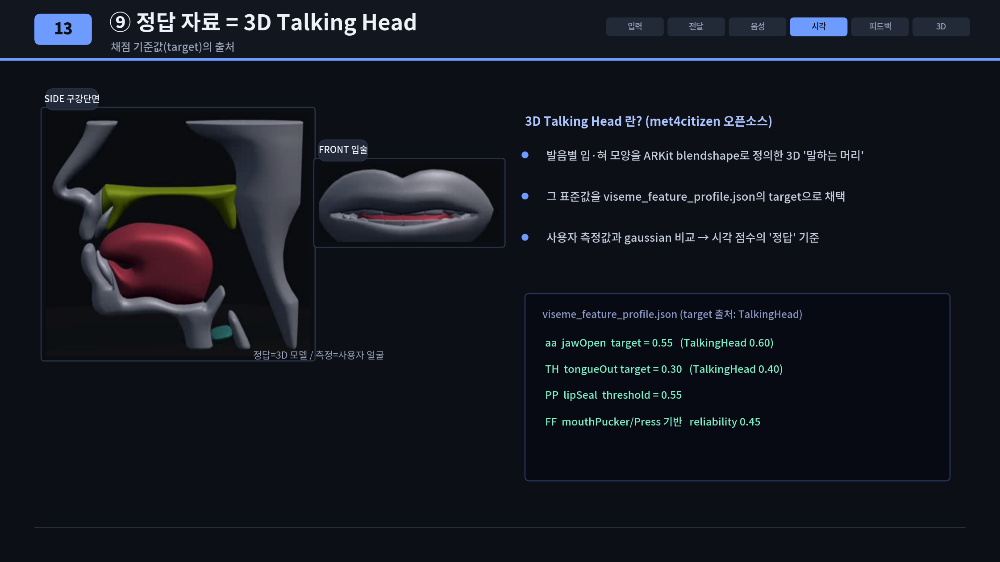 13
⑨ 정답 자료 = 3D Talking Head
채점 기준값(target)의 출처
입력
전달
음성
시각
피드백
3D
SIDE 구강단면
FRONT 입술
정답=3D 모델 / 측정=사용자 얼굴
3D Talking Head 란? (met4citizen 오픈소스)
발음별 입·혀 모양을 ARKit blendshape로 정의한 3D '말하는 머리'
그 표준값을 viseme_feature_profile.json의 target으로 채택
사용자 측정값과 gaussian 비교 → 시각 점수의 '정답' 기준
viseme_feature_profile.json (target 출처: TalkingHead)
aa jawOpen target = 0.55 (TalkingHead 0.60)
TH tongueOut target = 0.30 (TalkingHead 0.40)
PP lipSeal threshold = 0.55
FF mouthPucker/Press 기반 reliability 0.45